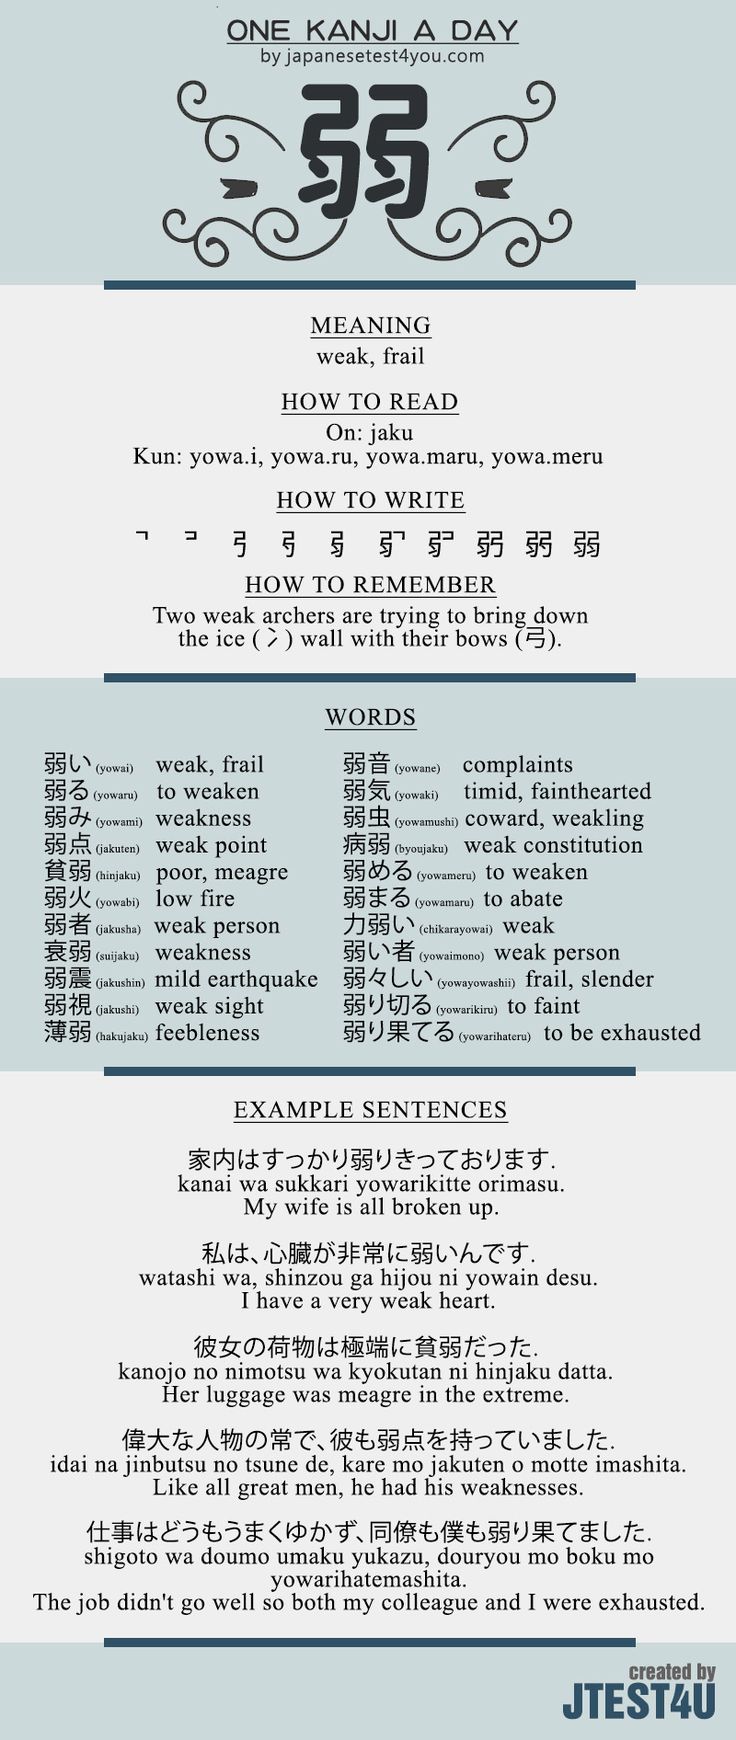 ONE KANJI A DAY
by japanesetest4you.com
弱
MEANING
weak, frail
HOW TO READ
On: jaku
Kun: yowa.i, yowa.ru, yowa.maru, yowa.meru
HOW TO WRITE
HOW TO REMEMBER
Two weak archers are trying to bring down
the ice (冫) wall with their bows (弓).
WORDS
弱い (yowai) weak, frail
弱る (yowaru) to weaken
弱み (yowami) weakness
弱点 (jakuten) weak point
貧弱 (hinjaku) poor, meagre
弱火 (yowabi) low fire
弱者 (jakusha) weak person
衰弱 (suijaku) weakness
弱震 (jakushin) mild earthquake
弱視 (jakushi) weak sight
薄弱 (hakujaku) feebleness
弱音 (yowane) complaints
弱気 (yowaki) timid, fainthearted
弱虫 (yowamushi) coward, weakling
病弱 (byoujaku) weak constitution
弱める (yowameru) to weaken
弱まる (yowamaru) to abate
力弱い (chikarayowai) weak
弱い者 (yowaimono) weak person
弱々しい (yowayowashii) frail, slender
弱り切る (yowarikiru) to faint
弱り果てる (yowarihateru) to be exhausted
EXAMPLE SENTENCES
家内はすっかり弱りきっております.
kanai wa sukkari yowarikitte orimasu.
My wife is all broken up.
私は、心臓が非常に弱いんです.
watashi wa, shinzou ga hijou ni yowain desu.
I have a very weak heart.
彼女の荷物は極端に貧弱だった.
kanojo no nimotsu wa kyokutan ni hinjaku datta.
Her luggage was meagre in the extreme.
偉大な人物の常で、彼も弱点を持っていました.
idai na jinbutsu no tsune de, kare mo jakuten o motte imashita.
Like all great men, he had his weaknesses.
仕事はどうもうまくゆかず、同僚も僕も弱り果てました.
shigoto wa doumo umaku yukazu, douryou mo boku mo
yowarihatemashita.
The job didn't go well so both my colleague and I were exhausted.
created by
JTEST4U